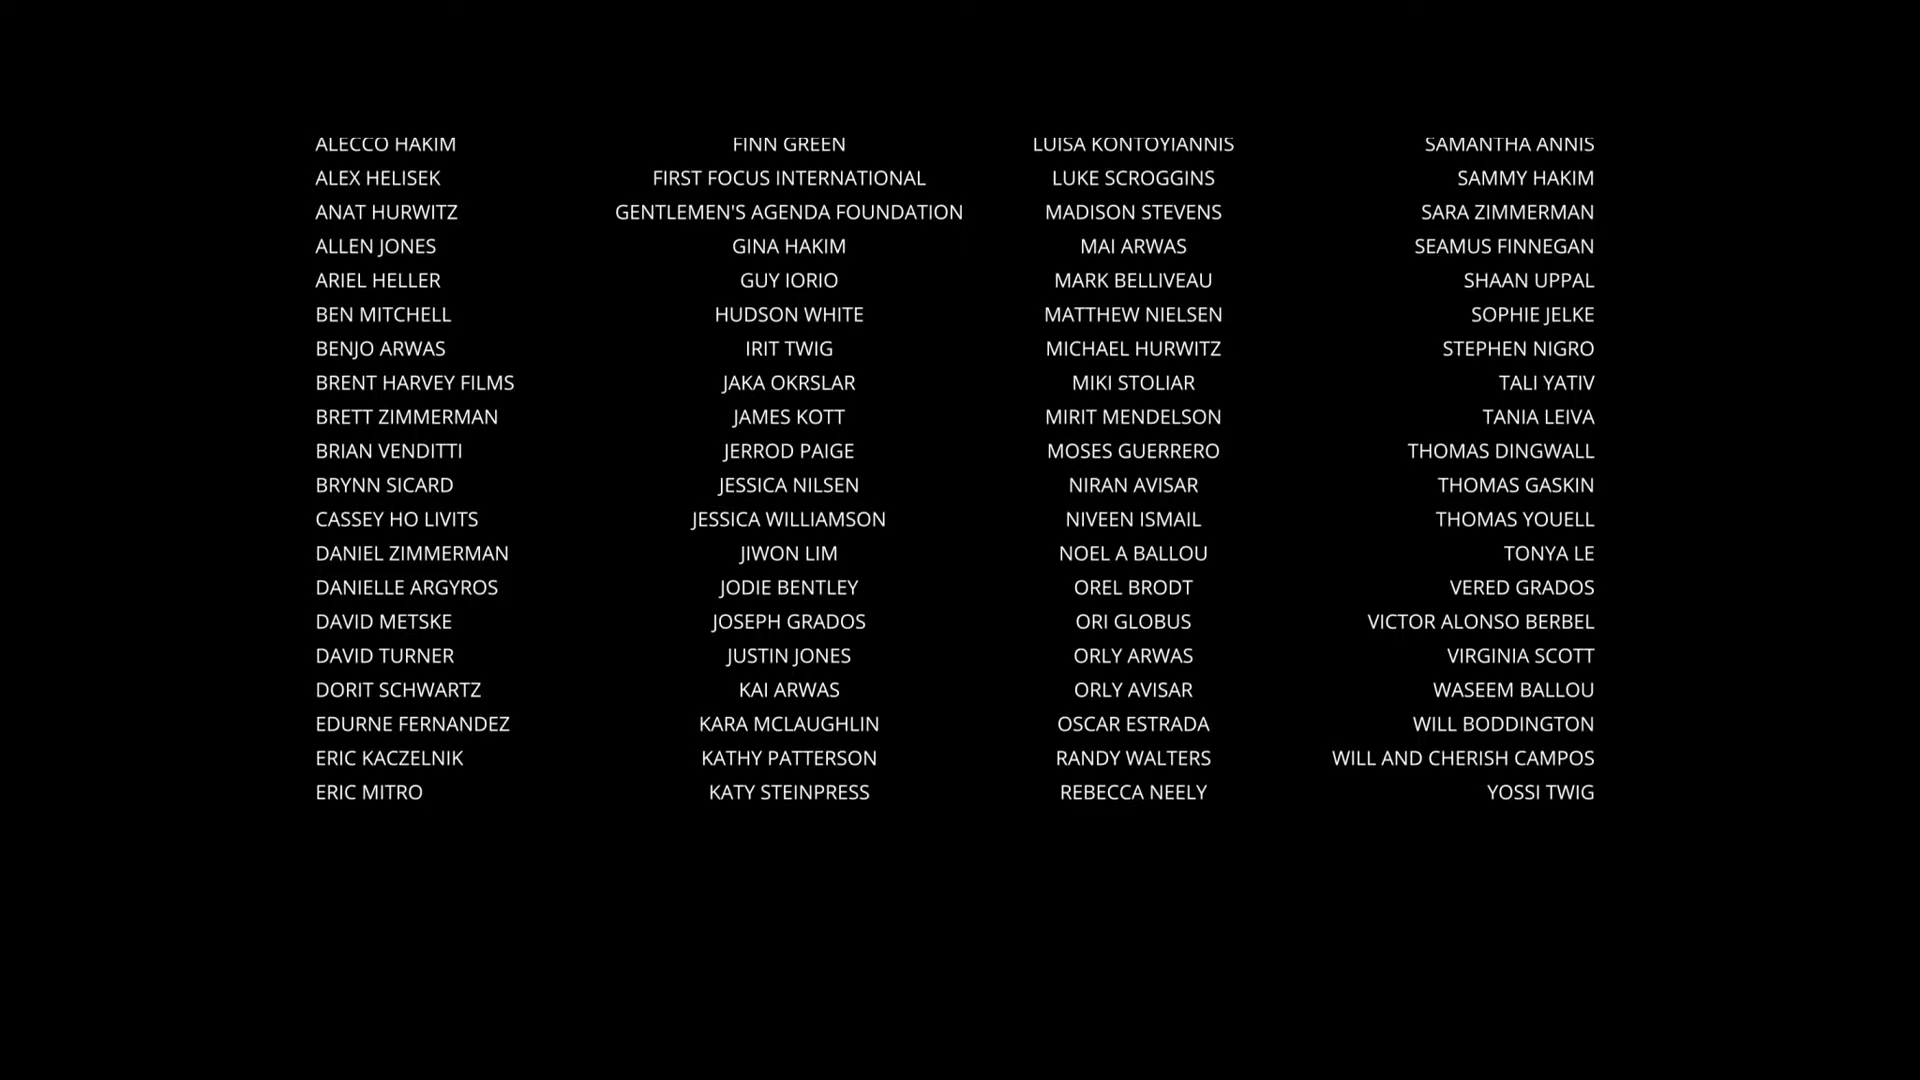 ALECCO HAKIM
ALEX HELISEK
ANAT HURWITZ
ALLEN JONES
ARIEL HELLER
BEN MITCHELL
BENJO ARWAS
BRENT HARVEY FILMS
BRETT ZIMMERMAN
BRIAN VENDITTI
BRYNN SICARD
CASSEY HO LIVITS
DANIEL ZIMMERMAN
DANIELLE ARGYROS
DAVID METSKE
DAVID TURNER
DORIT SCHWARTZ
EDURNE FERNANDEZ
ERIC KACZELNIK
ERIC MITRO
FINN GREEN
FIRST FOCUS INTERNATIONAL
GENTLEMEN'S AGENDA FOUNDATION
GINA HAKIM
GUY IORIO
HUDSON WHITE
IRIT TWIG
JAKA OKRSLAR
JAMES KOTT
JERROD PAIGE
JESSICA NILSEN
JESSICA WILLIAMSON
JIWON LIM
JODIE BENTLEY
JOSEPH GRADOS
JUSTIN JONES
KAI ARWAS
KARA MCLAUGHLIN
KATHY PATTERSON
KATY STEINPRESS
LUISA KONTOYIANNIS
LUKE SCROGGINS
MADISON STEVENS
MAI ARWAS
MARK BELLIVEAU
MATTHEW NIELSEN
MICHAEL HURWITZ
MIKI STOLIAR
MIRIT MENDELSON
MOSES GUERRERO
NIRAN AVISAR
NIVEEN ISMAIL
NOEL A BALLOU
OREL BRODT
ORI GLOBUS
ORLY ARWAS
ORLY AVISAR
OSCAR ESTRADA
RANDY WALTERS
REBECCA NEELY
SAMANTHA ANNIS
SAMMY HAKIM
SARA ZIMMERMAN
SEAMUS FINNEGAN
SHAAN UPPAL
SOPHIE JELKE
STEPHEN NIGRO
TALI YATIV
TANIA LEIVA
THOMAS DINGWALL
THOMAS GASKIN
THOMAS YOUELL
TONYA LE
VERED GRADOS
VICTOR ALONSO BERBEL
VIRGINIA SCOTT
WASEEM BALLOU
WILL BODDINGTON
WILL AND CHERISH CAMPOS
YOSSI TWIG